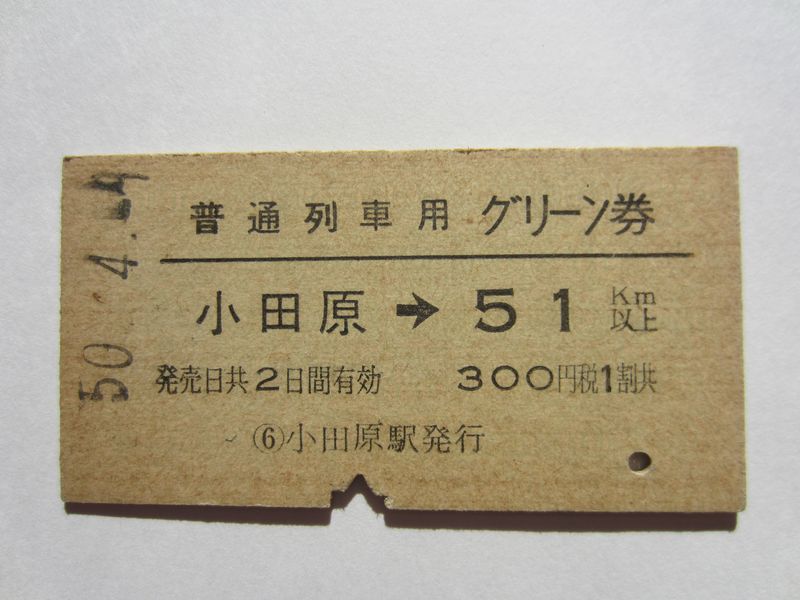 普通列車用 グリーン券
小田原 → 51 Km以上
発売日共2日間有効 300円税1割共
⑥小田原駅発行
50. 4.